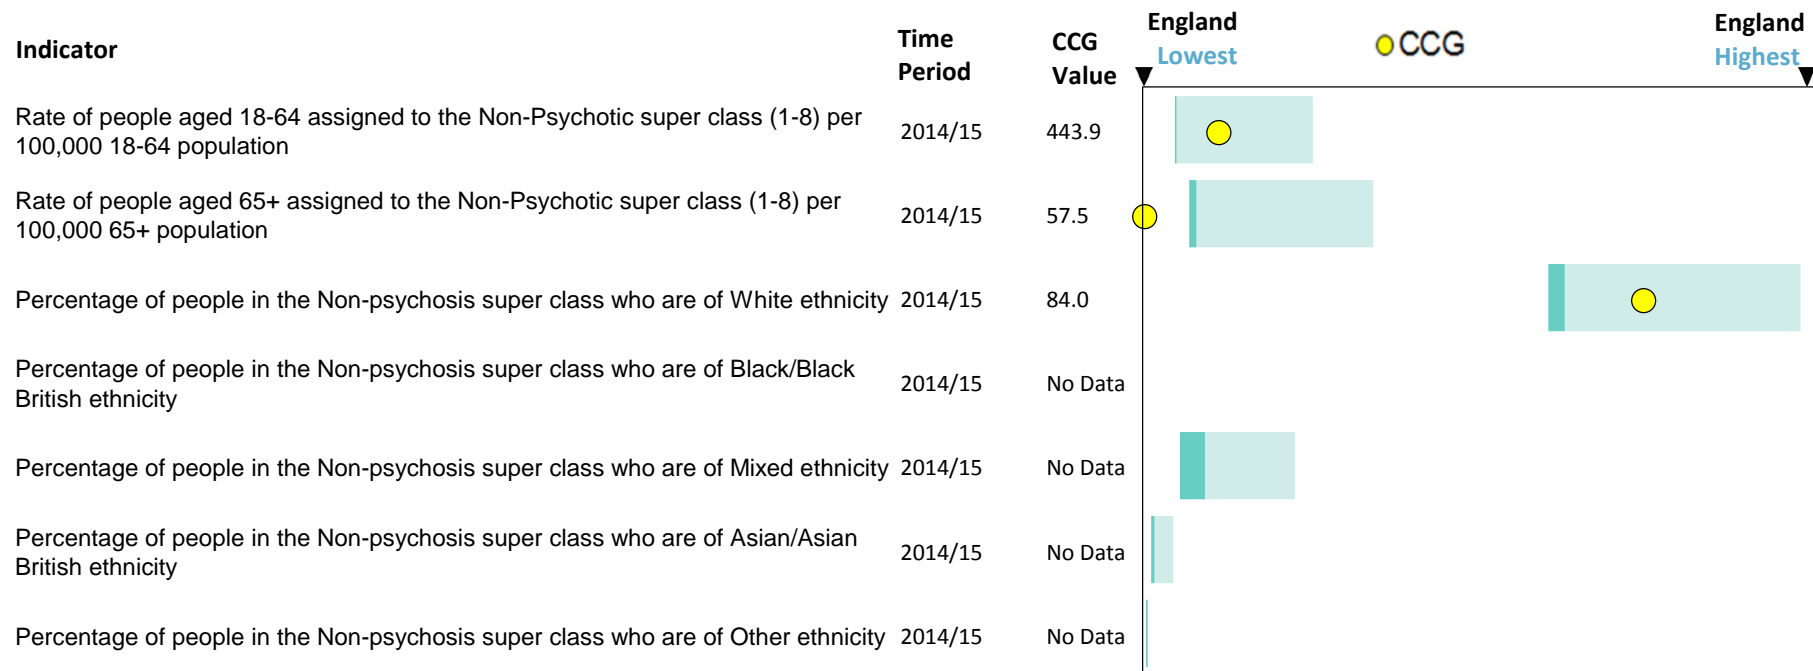 Indicator
Time
Period
CCG
Value
England
Lowest
CCG
England
Highest
Rate of people aged 18-64 assigned to the Non-Psychotic super class (1-8) per
100,000 18-64 population
2014/15
443.9
Rate of people aged 65+ assigned to the Non-Psychotic super class (1-8) per
100,000 65+ population
2014/15
57.5
Percentage of people in the Non-psychosis super class who are of White ethnicity
2014/15
84.0
Percentage of people in the Non-psychosis super class who are of Black/Black
British ethnicity
2014/15
No Data
Percentage of people in the Non-psychosis super class who are of Mixed ethnicity
2014/15
No Data
Percentage of people in the Non-psychosis super class who are of Asian/Asian
British ethnicity
2014/15
No Data
Percentage of people in the Non-psychosis super class who are of Other ethnicity
2014/15
No Data